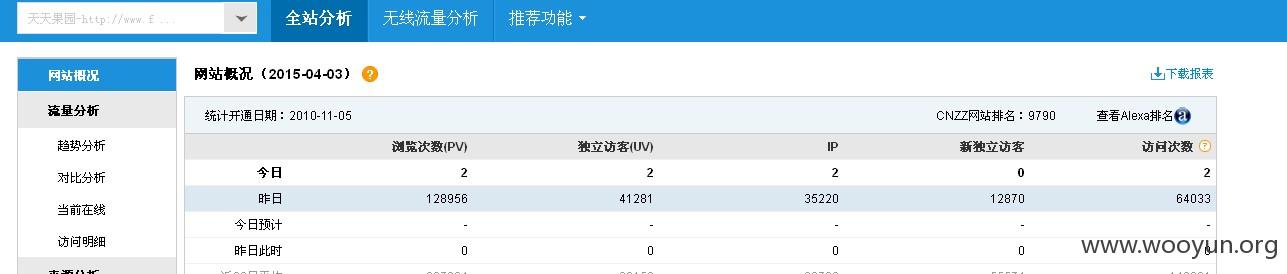 天天果园-http://www.f ... 全站分析 无线流量分析 推荐功能
网站概况 网站概况（2015-04-03） ? 下载报表
流量分析 统计开通日期：2010-11-05 CNZZ网站排名：9790 查看Alexa排名
趋势分析 浏览次数(PV) 独立访客(UV) IP 新独立访客 访问次数 ?
今日 2 2 2 0 2
对比分析
昨日 128956 41281 35220 12870 64033
当前在线 今日预计 - - - - -
访问明细 昨日此时 0 0 0 0 0
www.wooyun.org
来源分析